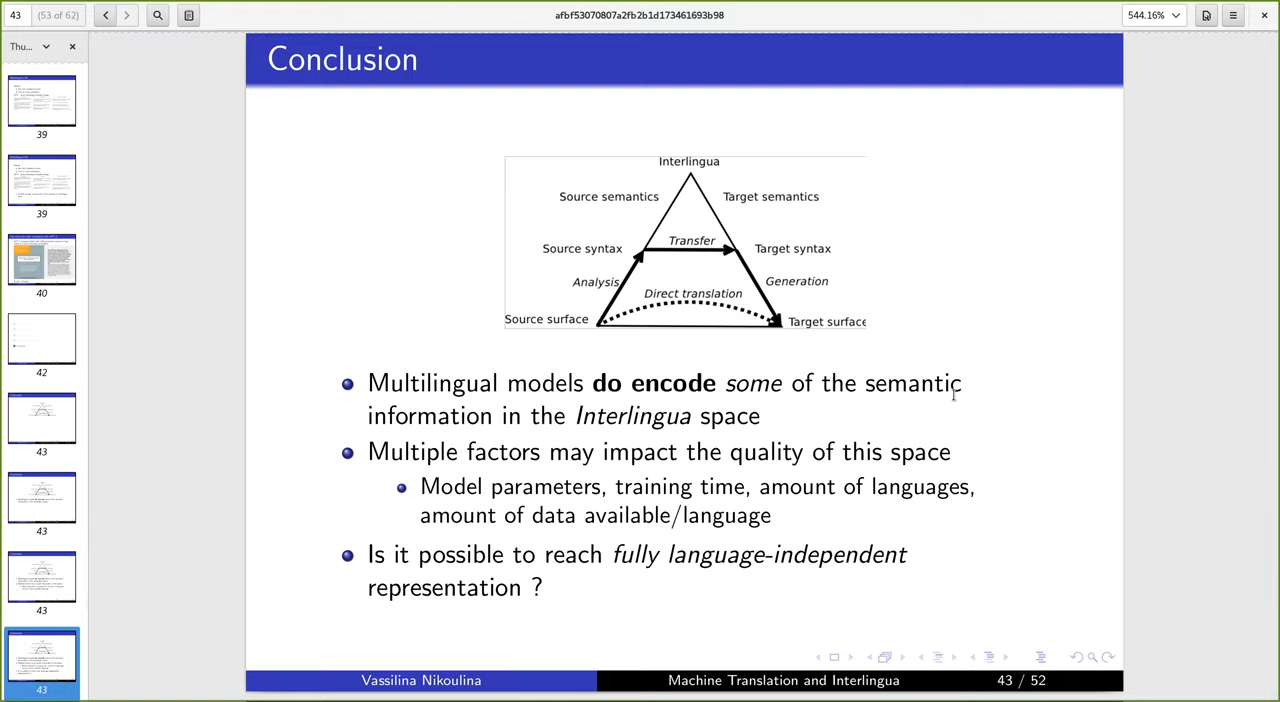 43 (53 of 62) afbf53070807a2fb2b1d173461693b98 544.16%
Thu...
39
39
40
42
43
43
43
43
Conclusion
Interlingua
Source semantics Target semantics
Transfer
Source syntax Target syntax
Analysis Generation
Direct translation
Source surface Target surface
Multilingual models do encode some of the semantic
information in the Interlingua space
Multiple factors may impact the quality of this space
Model parameters, training time, amount of languages,
amount of data available/language
Is it possible to reach fully language-independent
representation ?
Vassilina Nikoulina Machine Translation and Interlingua 43 / 52